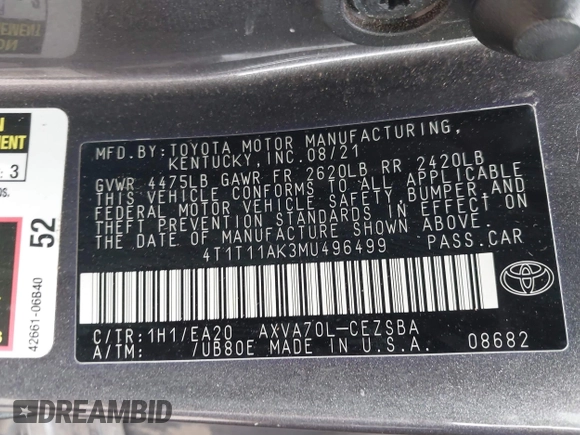 MFD.BY:TOYOTA MOTOR MANUFACTURING,
KENTUCKY,INC.08/21
GVWR 4475LB GAWR FR 2620LB RR 2420LB
THIS VEHICLE CONFORMS TO ALL APPLICABLE
FEDERAL MOTOR VEHICLE SAFETY,BUMPER,AND
THEFT PREVENTION STANDARDS IN EFFECT ON
THE DATE OF MANUFACTURE SHOWN ABOVE.
4T1T11AK3MU496499 PASS.CAR
C/TR:1H1/EA20 AXVA70L-CEZSBA
A/TM: /UB80E MADE IN U.S.A. 08682
TOYOTA
: 3
52
42661-06B40
DREAMBID